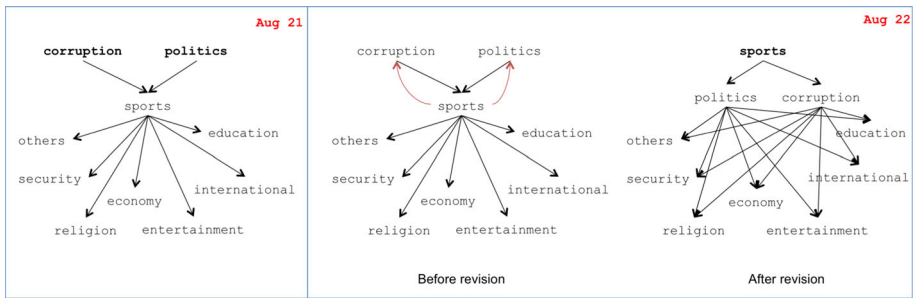 Aug 21
corruption politics
sports
others education
security international
economy
religion entertainment
Aug 22
corruption politics
sports
others education
security international
economy
religion entertainment
Before revision
sports
politics corruption
others education
security international
economy
religion entertainment
After revision